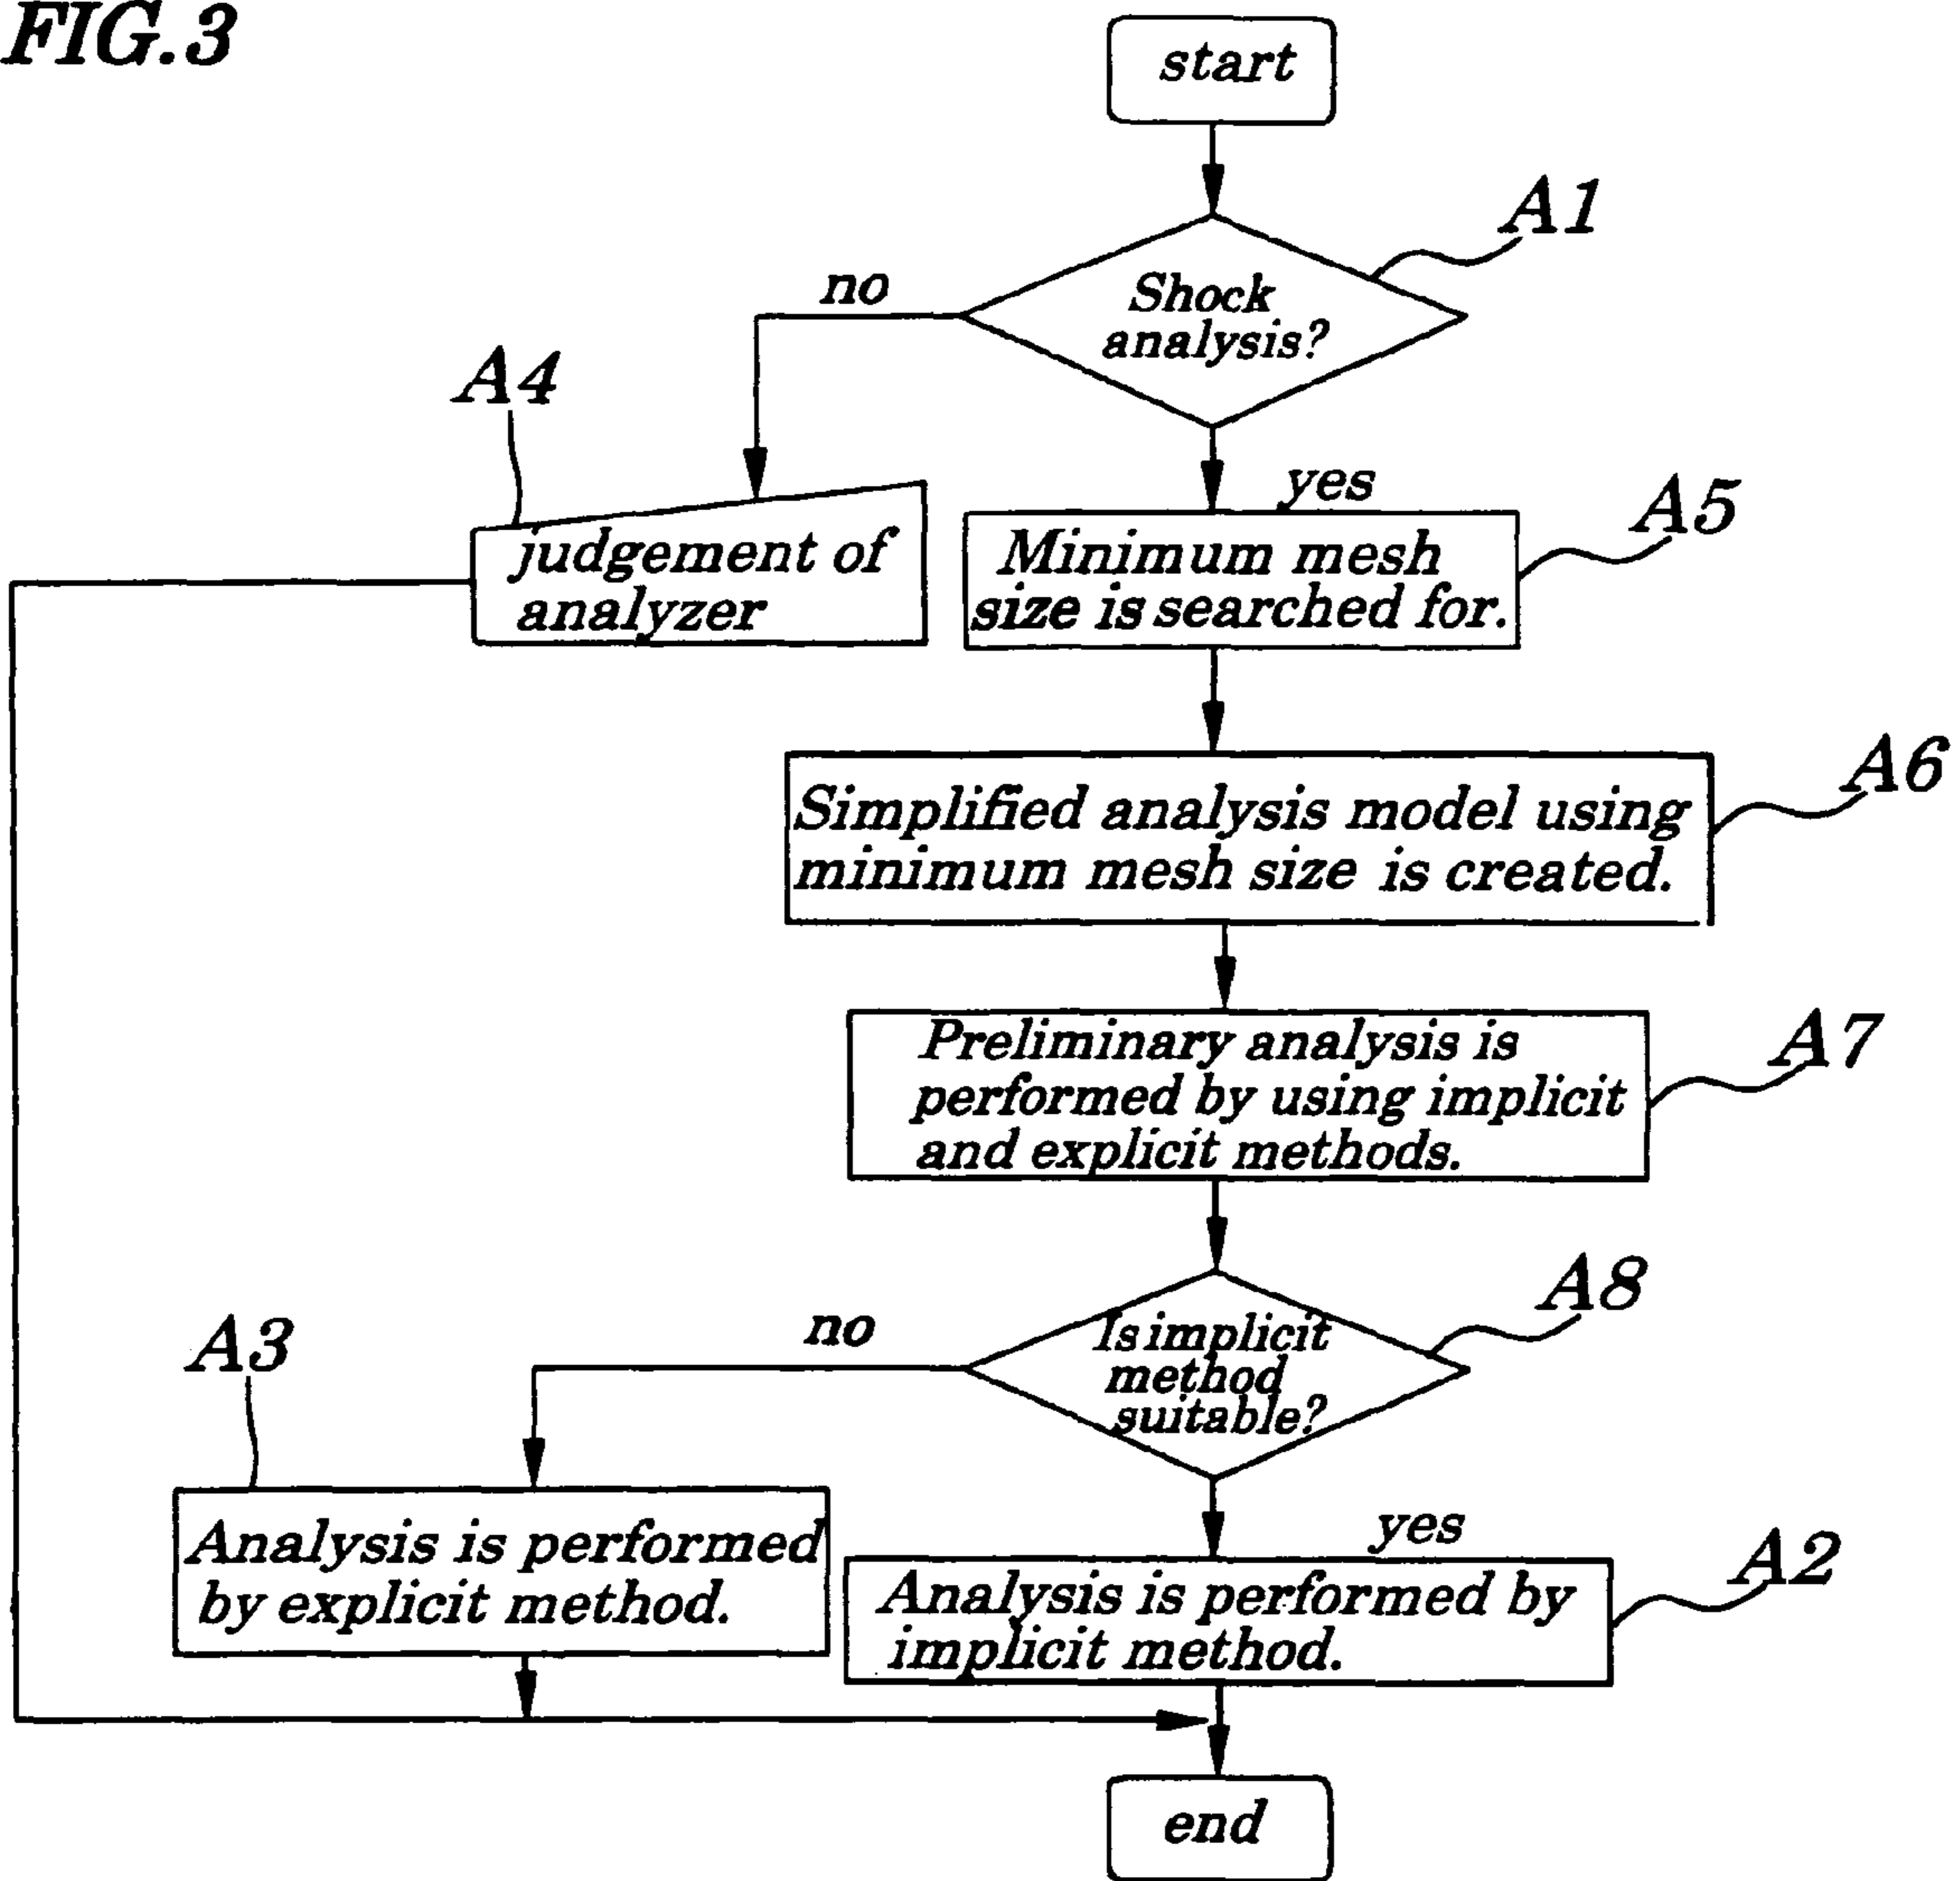 FIG.3
start
A1
Shock
analysis?
no
yes
A4
judgement of
analyzer
A5
Minimum mesh
size is searched for.
A6
Simplified analysis model using
minimum mesh size is created.
A7
Preliminary analysis is
performed by using implicit
and explicit methods.
A8
Is implicit
method
suitable?
no
yes
A3
Analysis is performed
by explicit method.
A2
Analysis is performed by
implicit method.
end